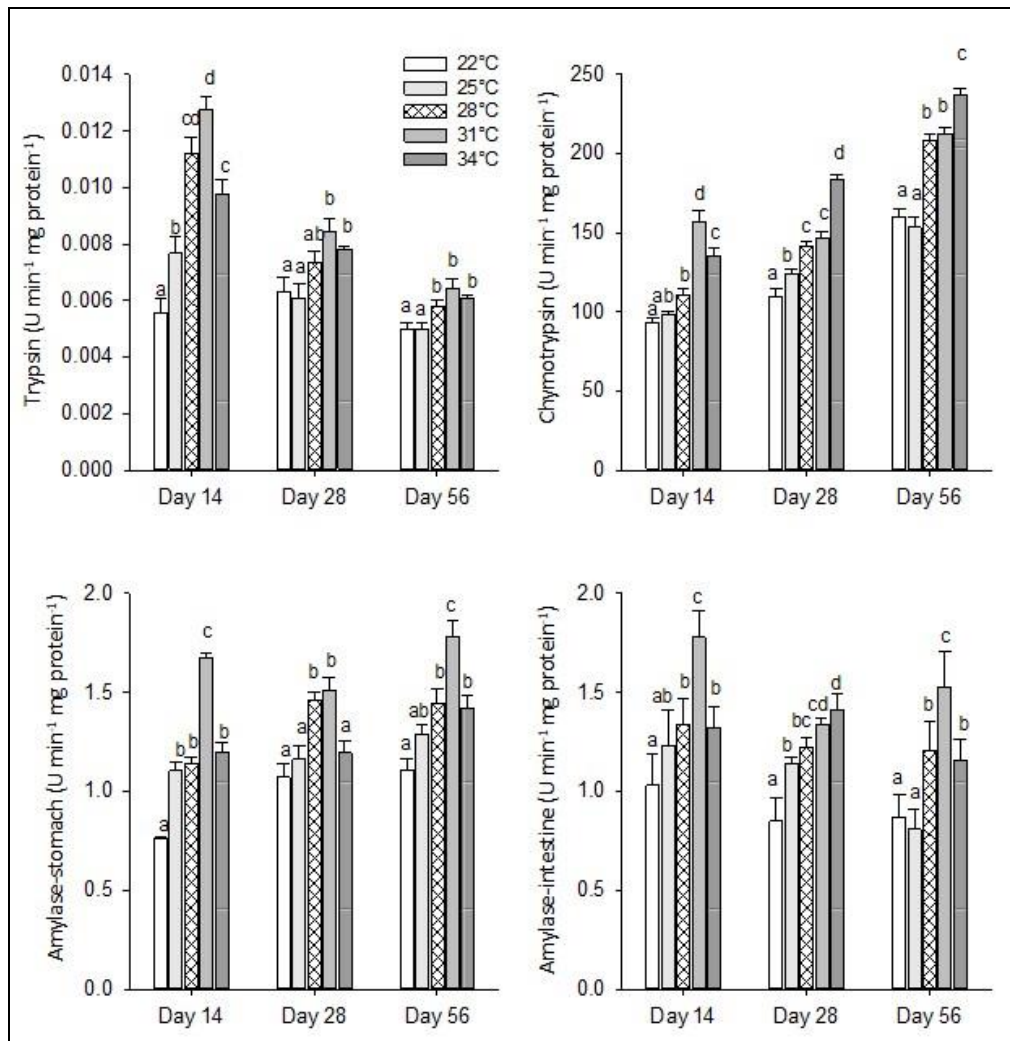 22°C
25°C
28°C
31°C
34°C
Trypsin (U min⁻¹ mg protein⁻¹)
0.014
0.012
0.010
0.008
0.006
0.004
0.002
0.000
a b cd d c
a a ab b b
a a b b b
Day 14 Day 28 Day 56
Chymotrypsin (U min⁻¹ mg protein⁻¹)
250
200
150
100
50
0
a ab b d c
a b c c d
a a b b c
Day 14 Day 28 Day 56
Amylase-stomach (U min⁻¹ mg protein⁻¹)
2.0
1.5
1.0
0.5
0.0
a b b c b
a a b b a
a ab b c b
Day 14 Day 28 Day 56
Amylase-intestine (U min⁻¹ mg protein⁻¹)
2.0
1.5
1.0
0.5
0.0
a ab b c b
a b bc cd d
a a b c b
Day 14 Day 28 Day 56